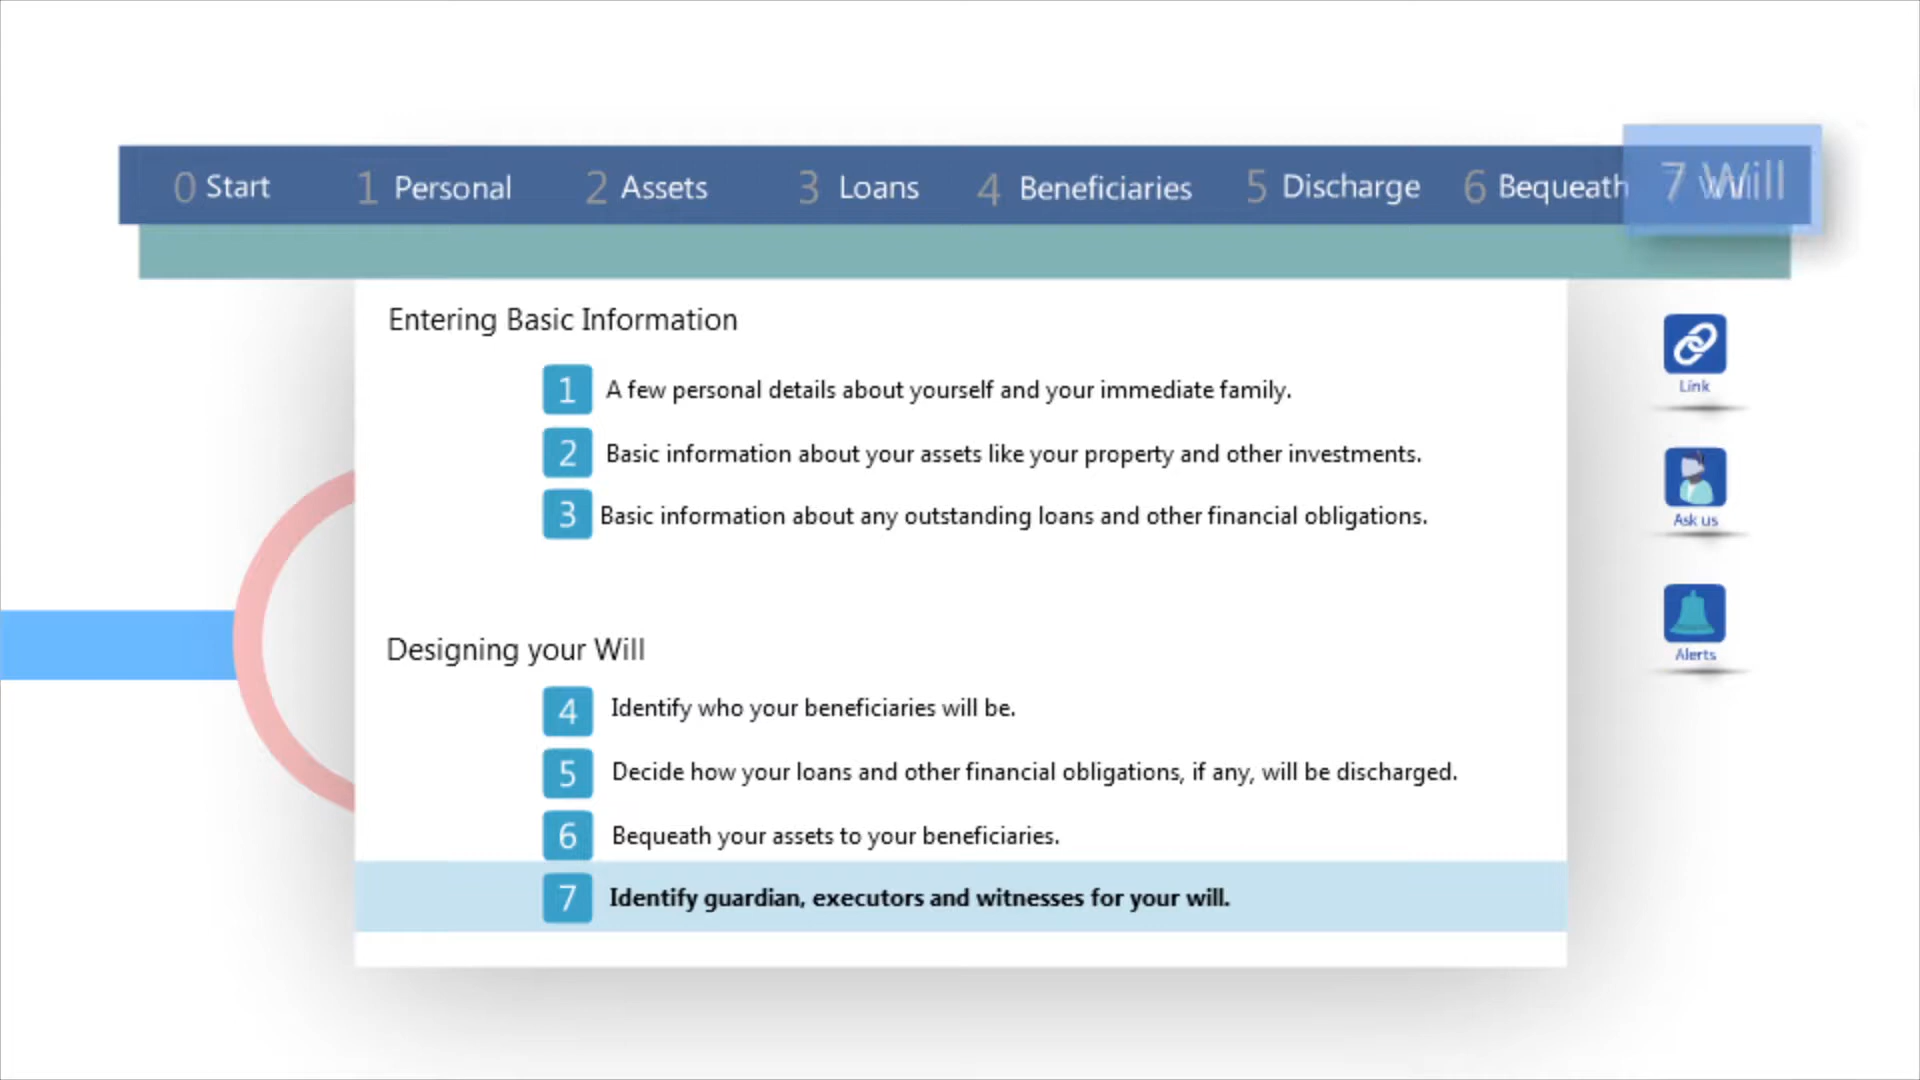 0 Start 1 Personal 2 Assets 3 Loans 4 Beneficiaries 5 Discharge 6 Bequeath 7 Will
Entering Basic Information
1 A few personal details about yourself and your immediate family.
2 Basic information about your assets like your property and other investments.
3 Basic information about any outstanding loans and other financial obligations.
Designing your Will
4 Identify who your beneficiaries will be.
5 Decide how your loans and other financial obligations, if any, will be discharged.
6 Bequeath your assets to your beneficiaries.
7 Identify guardian, executors and witnesses for your will.
Link
Ask us
Alerts